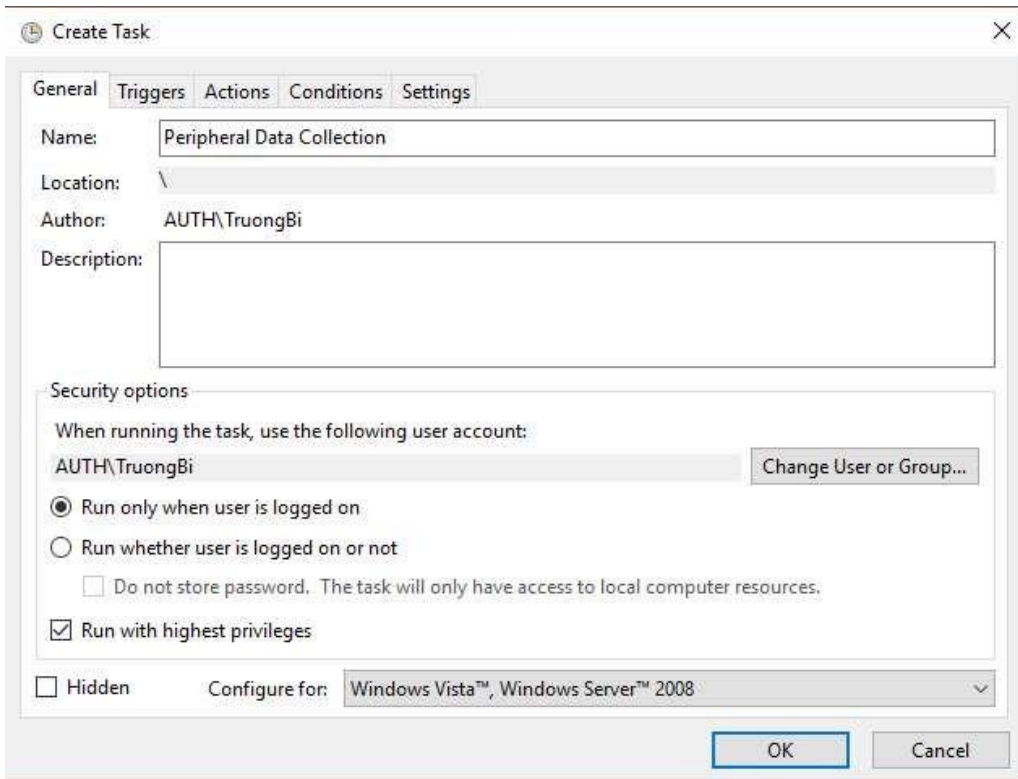 Create Task
General Triggers Actions Conditions Settings
Name: Peripheral Data Collection
Location: \
Author: AUTH\TruongBi
Description:
Security options
When running the task, use the following user account:
AUTH\TruongBi Change User or Group...
Run only when user is logged on
Run whether user is logged on or not
Do not store password. The task will only have access to local computer resources.
Run with highest privileges
Hidden Configure for: Windows Vista™, Windows Server™ 2008
OK Cancel